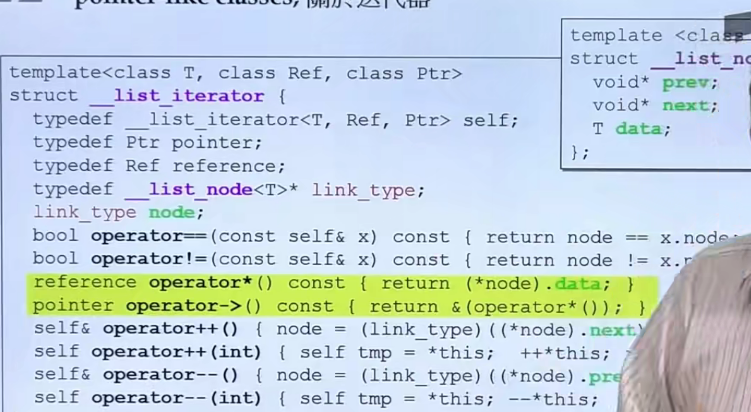 pointer-like classes, 關於迭代器
template<class T, class Ref, class Ptr>
struct __list_iterator {
typedef __list_iterator<T, Ref, Ptr> self;
typedef Ptr pointer;
typedef Ref reference;
typedef __list_node<T>* link_type;
link_type node;
bool operator==(const self& x) const { return node == x.node;
bool operator!=(const self& x) const { return node !=
reference operator*() const { return (*node).data; }
pointer operator->() const { return &(operator*()); }
self& operator++() { node = (link_type)((*node).next)
self operator++(int) { self tmp = *this; ++*this;
self& operator--() { node = (link_type)((*node).pre
self operator--(int) { self tmp = *this; --*this;
template <class
struct __list_no
void* prev;
void* next;
T data;
};